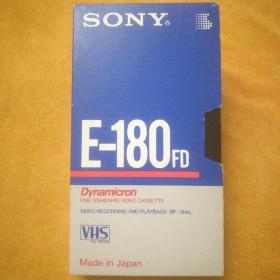 SONY®
E-180FD
Dynamicron
FINE STANDARD VIDEO CASSETTE
VIDEO RECORDING AND PLAYBACK SP 3hrs.
VHS
Made in Japan